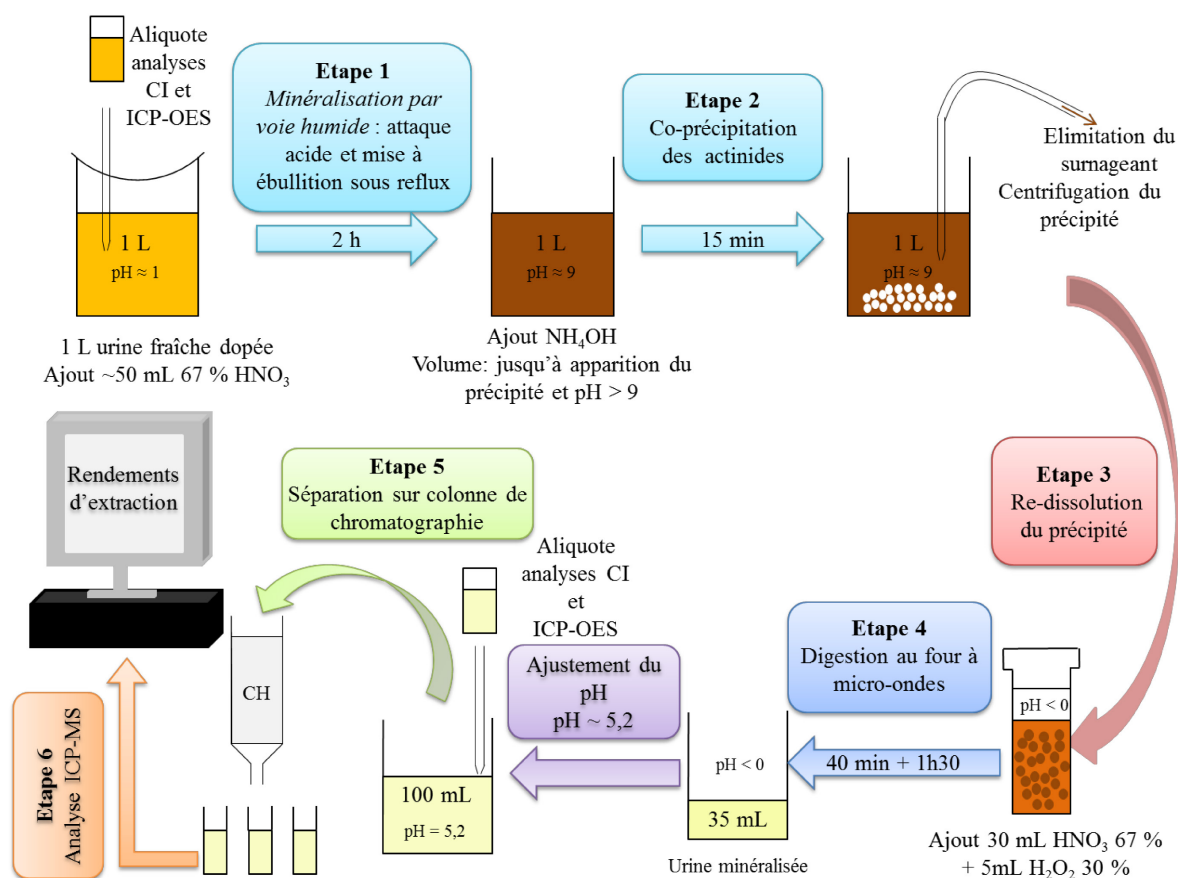 Aliquote
analyses
CI et
ICP-OES
1 L
pH ≈ 1
1 L urine fraîche dopée
Ajout ~50 mL 67 % HNO₃
Etape 1
Minéralisation par
voie humide : attaque
acide et mise à
ébullition sous reflux
2 h
1 L
pH ≈ 9
Ajout NH₄OH
Volume: jusqu’à apparition du
précipité et pH > 9
Etape 2
Co-précipitation
des actinides
15 min
1 L
pH ≈ 9
Elimitation du
surnageant
Centrifugation du
précipité
Etape 3
Re-dissolution
du précipité
pH < 0
Ajout 30 mL HNO₃ 67 %
+ 5mL H₂O₂ 30 %
Etape 4
Digestion au four à
micro-ondes
40 min + 1h30
pH < 0
35 mL
Urine minéralisée
Ajustement du
pH
pH ~ 5,2
Aliquote
analyses CI
et
ICP-OES
100 mL
pH = 5,2
Etape 5
Séparation sur colonne de
chromatographie
CH
Etape 6
Analyse ICP-MS
Rendements
d’extraction